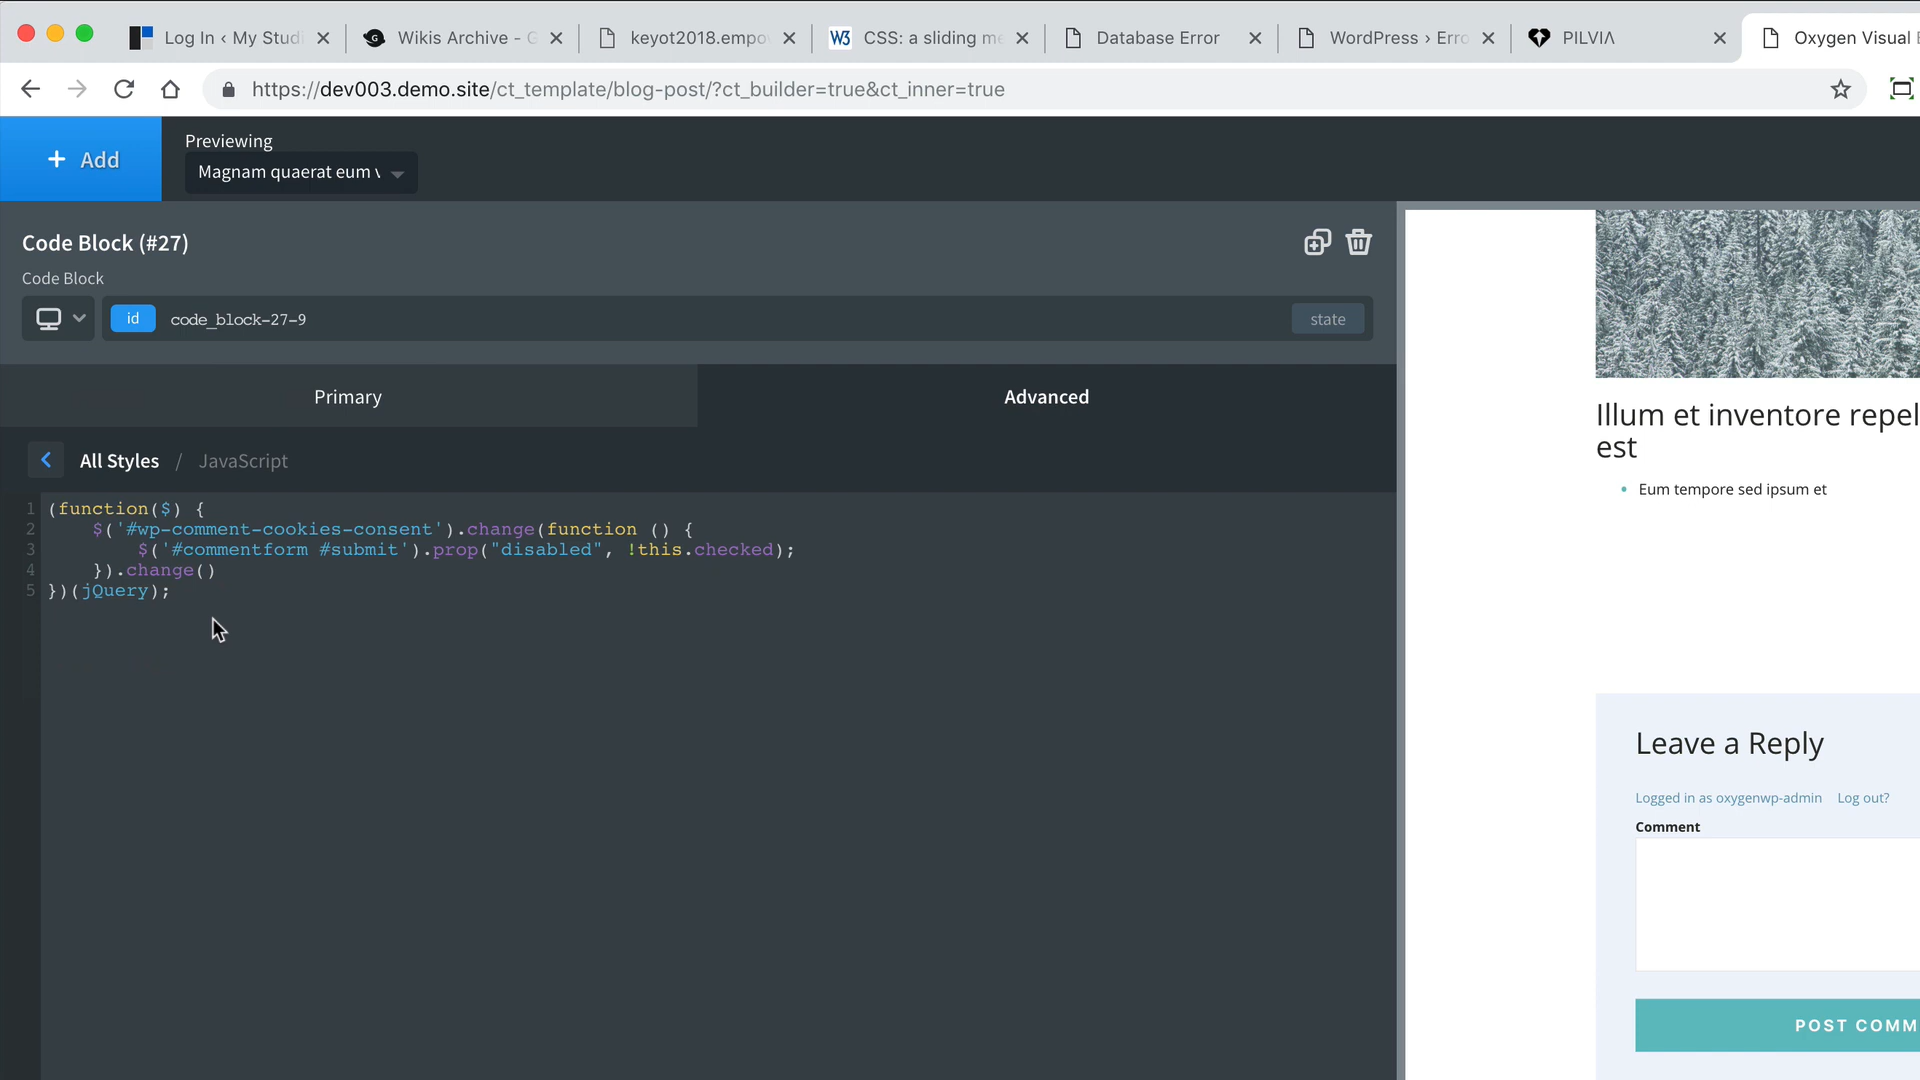 Log In ‹ My Studi
Wikis Archive - G
keyot2018.empo
W3
CSS: a sliding me
Database Error
WordPress › Erro
PILVIΛ
Oxygen Visual
https://dev003.demo.site/ct_template/blog-post/?ct_builder=true&ct_inner=true
+ Add
Previewing
Magnam quaerat eum v
Code Block (#27)
Code Block
id
code_block-27-9
state
Primary
Advanced
All Styles / JavaScript
1 (function($) {
2 $('#wp-comment-cookies-consent').change(function () {
3 $('#commentform #submit').prop("disabled", !this.checked);
4 }).change()
5 })(jQuery);
Illum et inventore repel
est
• Eum tempore sed ipsum et
Leave a Reply
Logged in as oxygenwp-admin Log out?
Comment
POST COMM